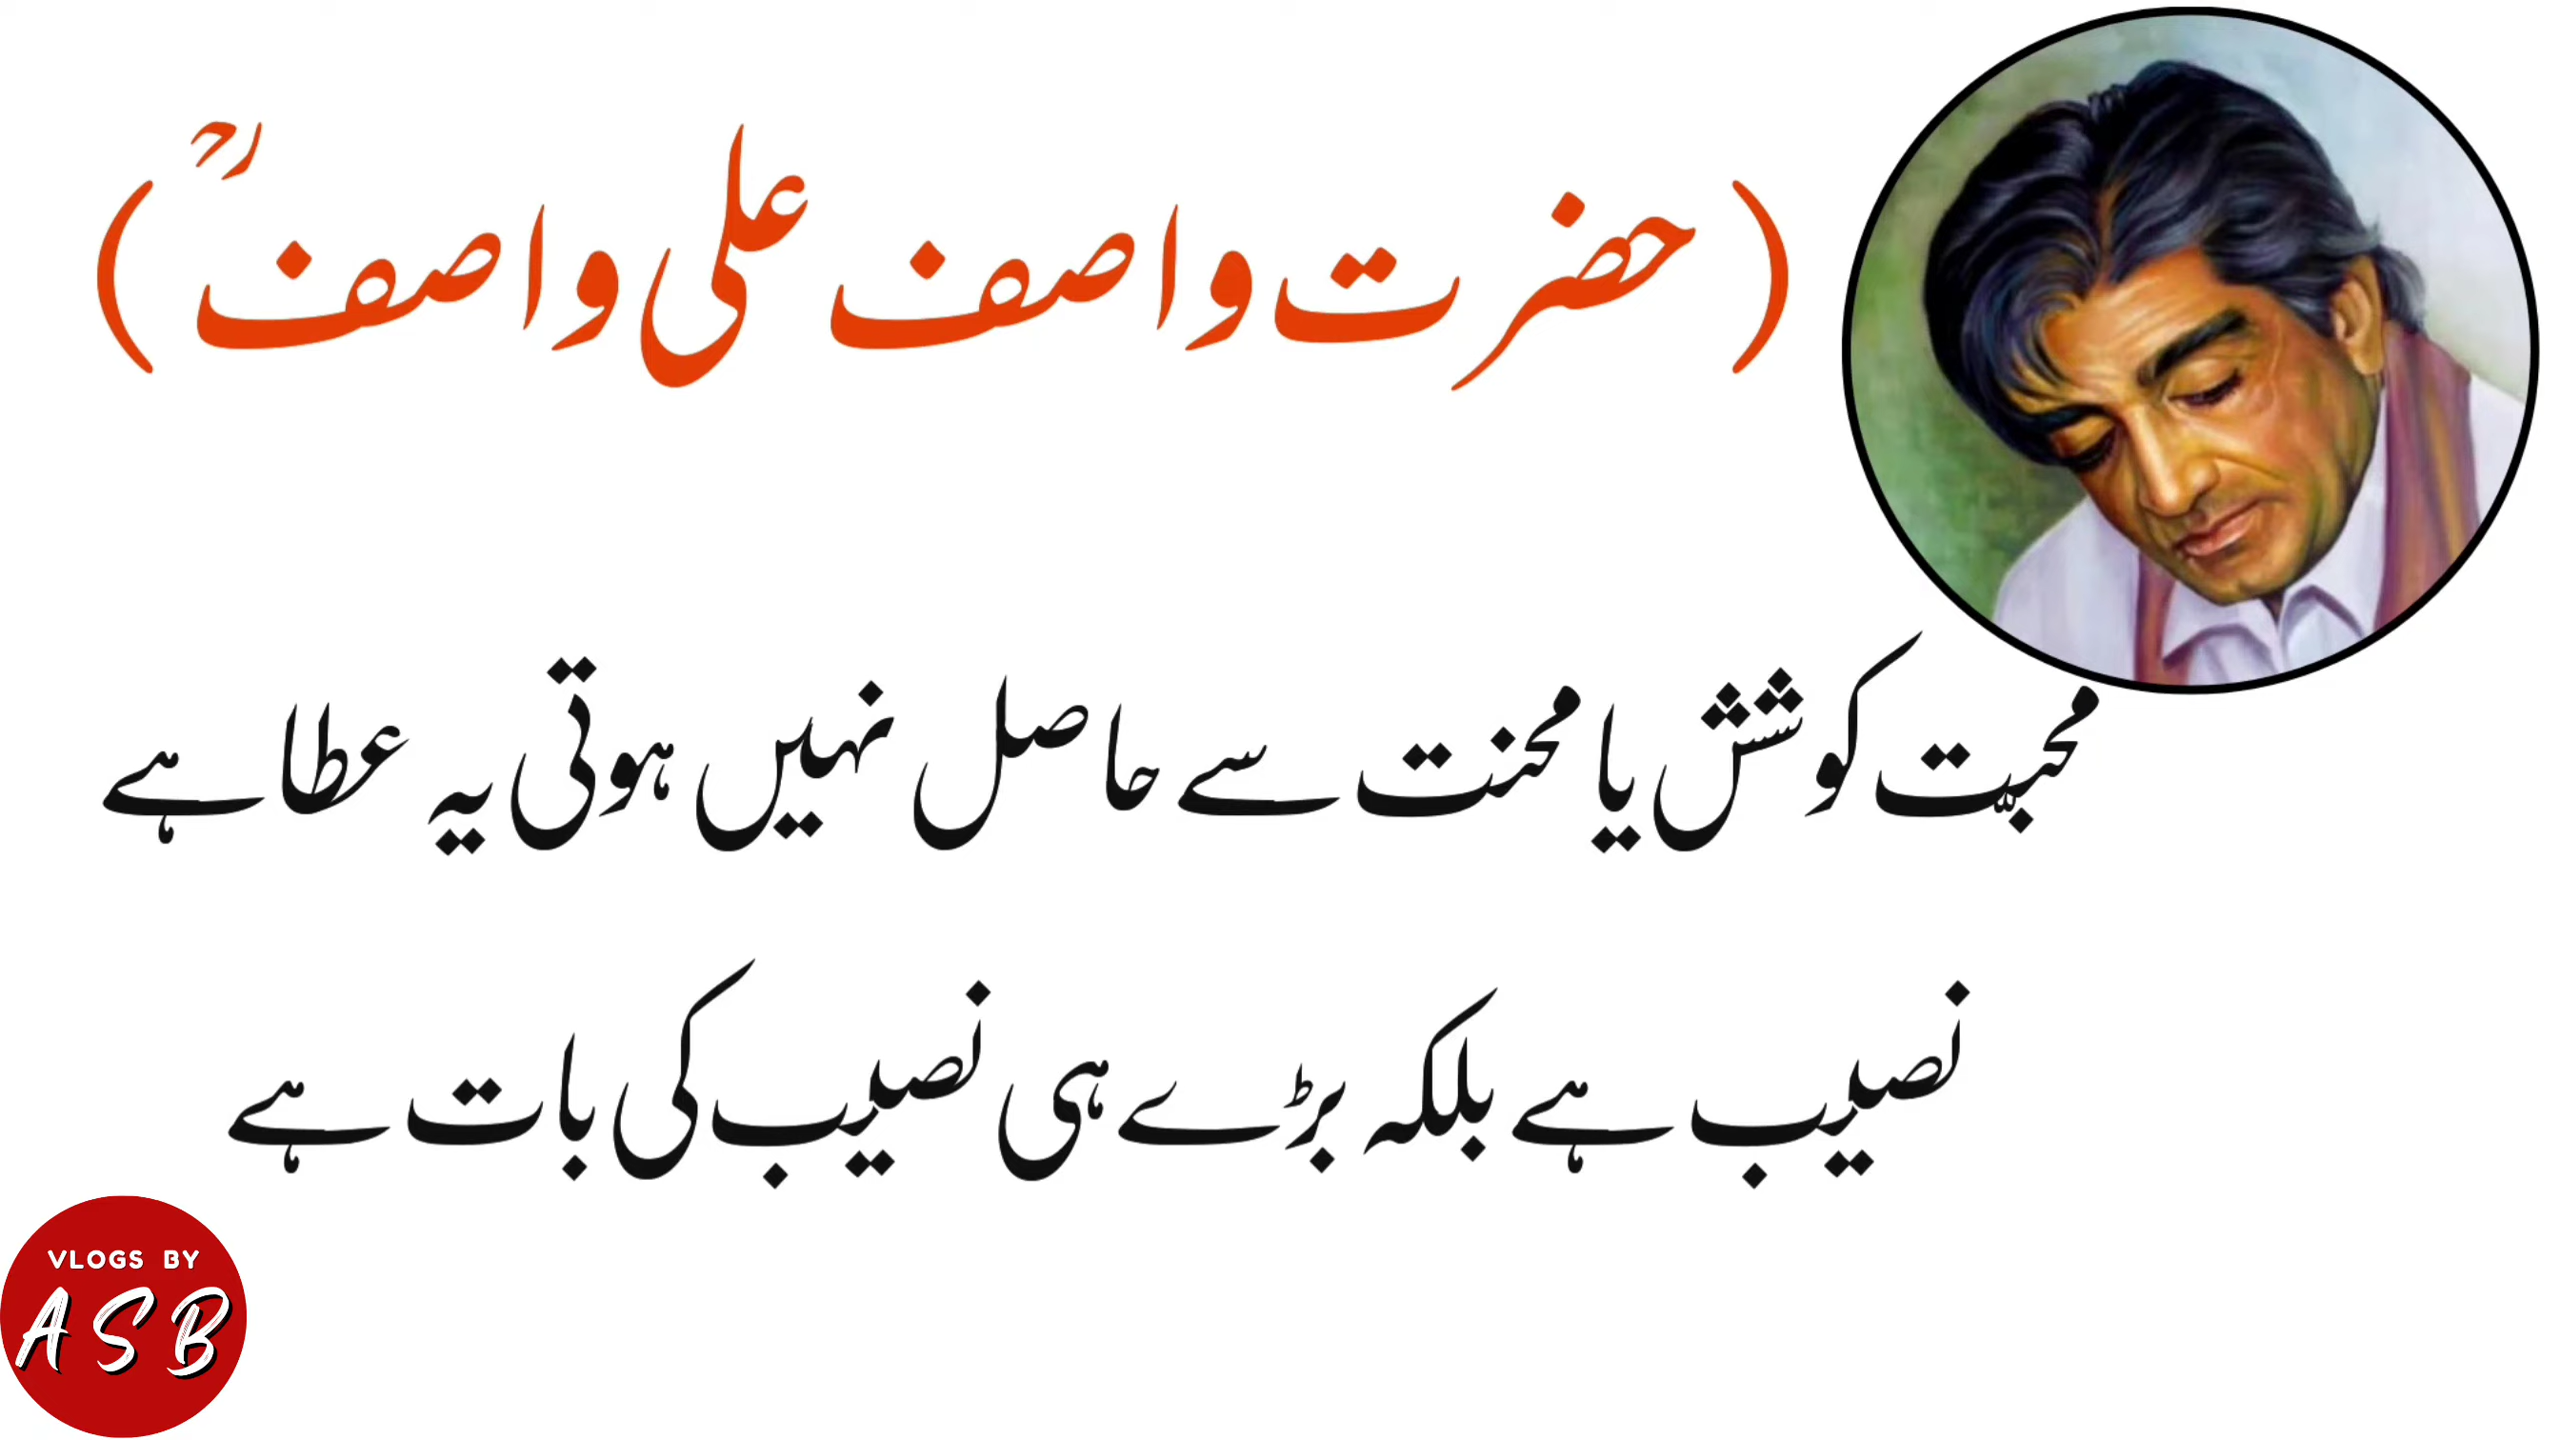 (حضرت واصف علی واصفؒ)
محبّت کوشش یا محنت سے حاصل نہیں ہوتی یہ عطا ہے
نصیب ہے بلکہ بڑے ہی نصیب کی بات ہے
VLOGS BY
ASB